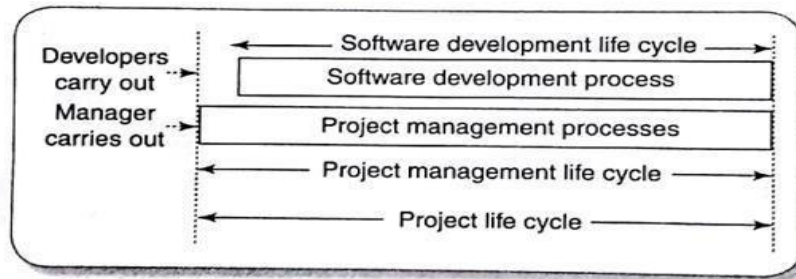 Software development life cycle
Developers
carry out
Software development process
Manager
carries out
Project management processes
Project management life cycle
Project life cycle